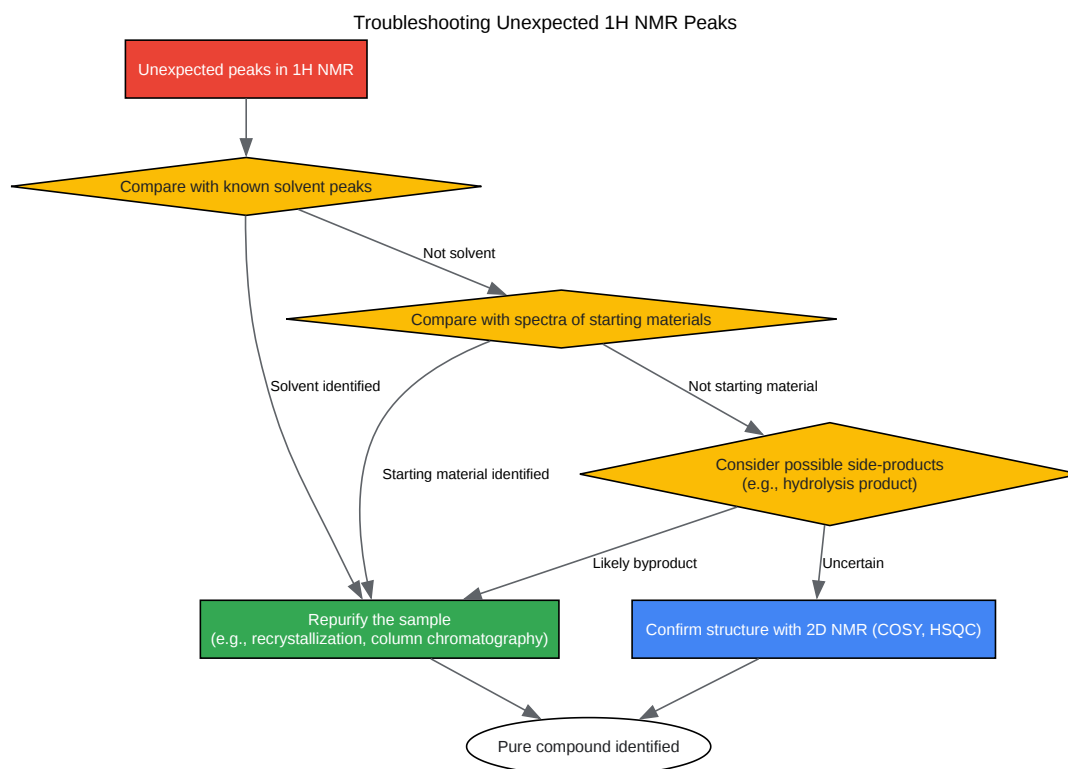 Troubleshooting Unexpected 1H NMR Peaks
Unexpected peaks in 1H NMR
Compare with known solvent peaks
Not solvent
Compare with spectra of starting materials
Solvent identified
Not starting material
Starting material identified
Consider possible side-products
(e.g., hydrolysis product)
Likely byproduct
Uncertain
Repurify the sample
(e.g., recrystallization, column chromatography)
Confirm structure with 2D NMR (COSY, HSQC)
Pure compound identified